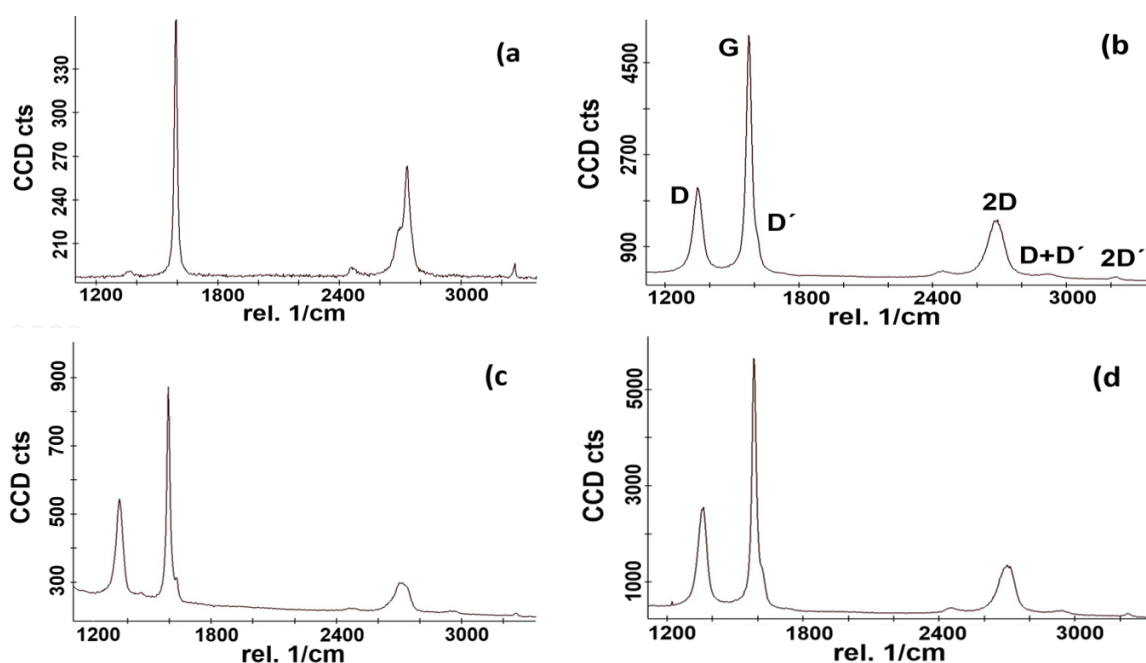 (a
CCD cts
330
300
270
240
210
1200
1800
2400
3000
rel. 1/cm
(b
G
D
D´
2D
D+D´
2D´
CCD cts
4500
2700
900
1200
1800
2400
3000
rel. 1/cm
(c
CCD cts
900
700
500
300
1200
1800
2400
3000
rel. 1/cm
(d
CCD cts
5000
3000
1000
1200
1800
2400
3000
rel. 1/cm